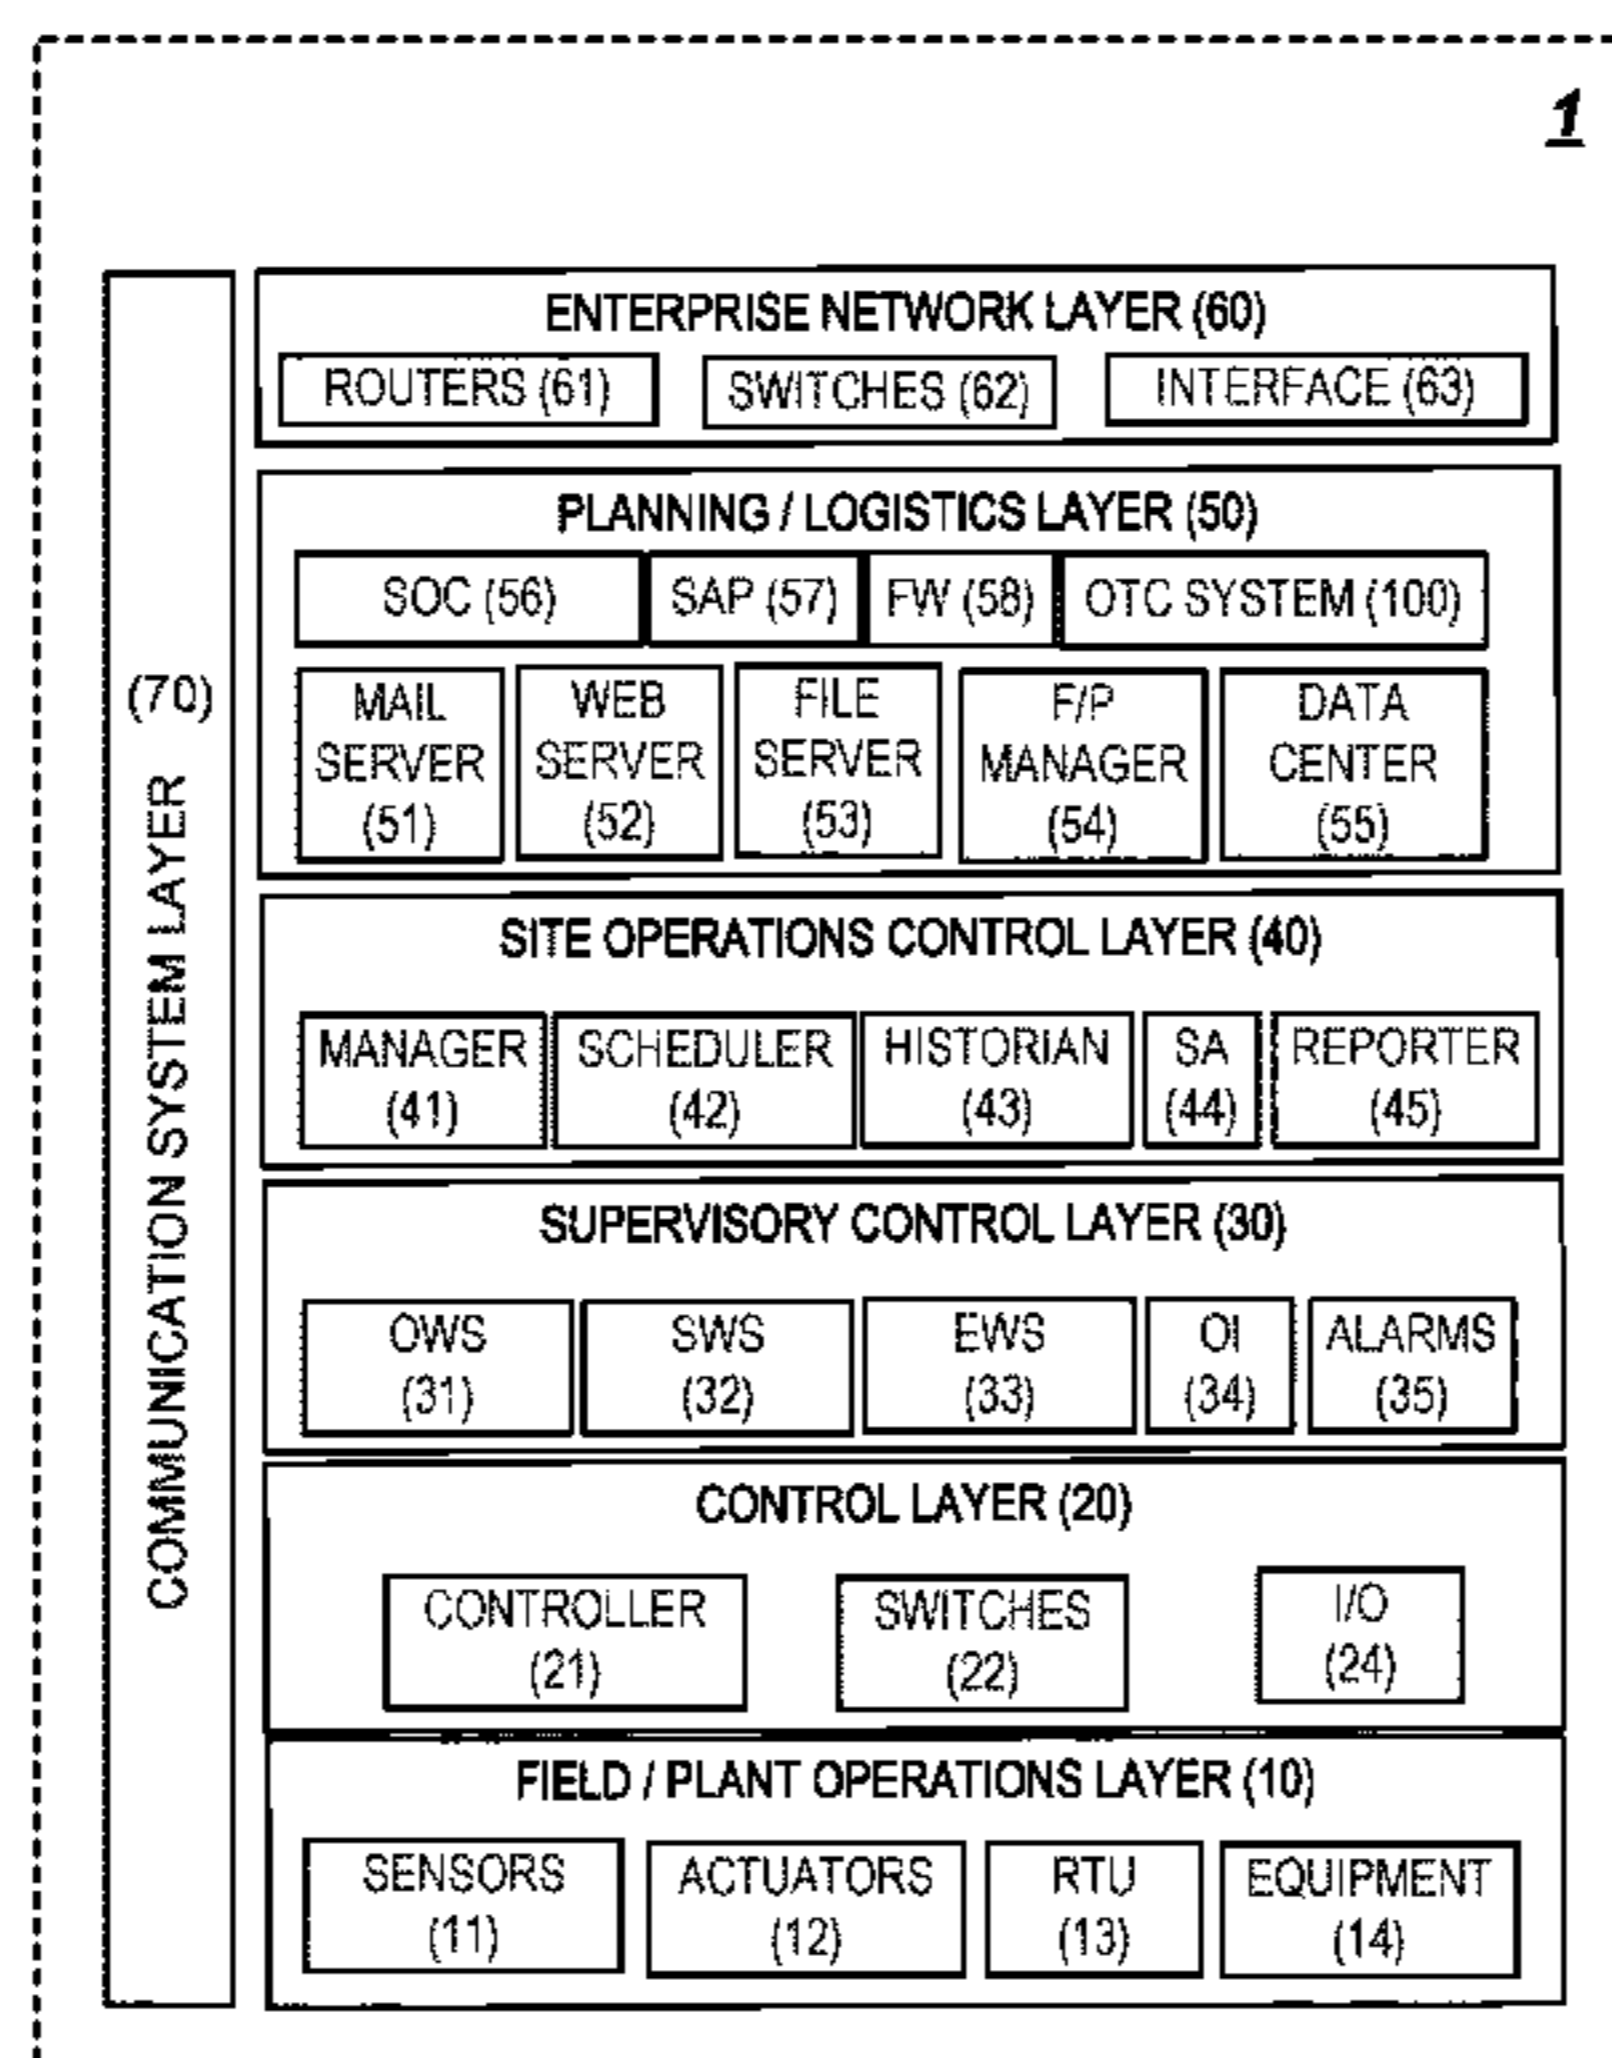 1
COMMUNICATION SYSTEM LAYER (70)
ENTERPRISE NETWORK LAYER (60)
ROUTERS (61)
SWITCHES (62)
INTERFACE (63)
PLANNING / LOGISTICS LAYER (50)
SOC (56)
SAP (57)
FW (58)
OTC SYSTEM (100)
MAIL
SERVER
(51)
WEB
SERVER
(52)
FILE
SERVER
(53)
F/P
MANAGER
(54)
DATA
CENTER
(55)
SITE OPERATIONS CONTROL LAYER (40)
MANAGER
(41)
SCHEDULER
(42)
HISTORIAN
(43)
SA
(44)
REPORTER
(45)
SUPERVISORY CONTROL LAYER (30)
OWS
(31)
SWS
(32)
EWS
(33)
OI
(34)
ALARMS
(35)
CONTROL LAYER (20)
CONTROLLER
(21)
SWITCHES
(22)
I/O
(24)
FIELD / PLANT OPERATIONS LAYER (10)
SENSORS
(11)
ACTUATORS
(12)
RTU
(13)
EQUIPMENT
(14)